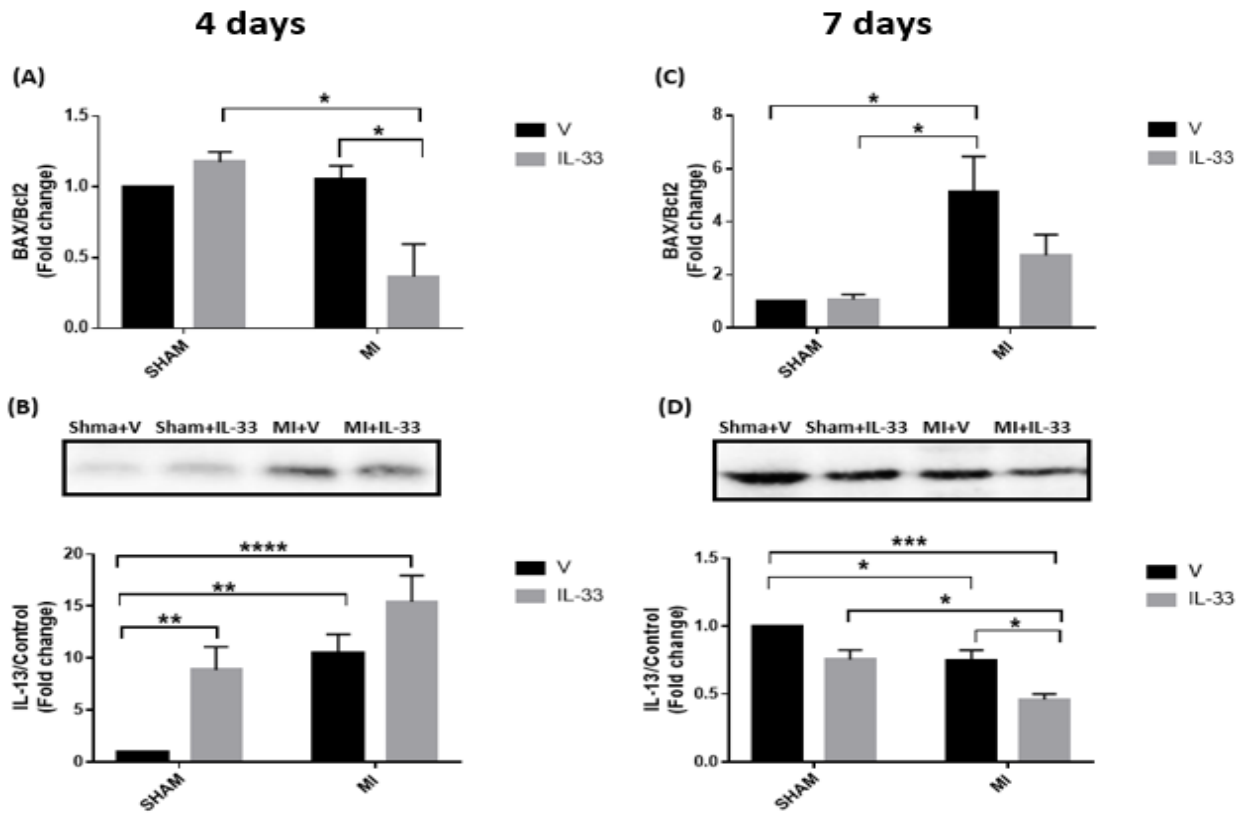 4 days
7 days
(A)
*
*
1.5
1.0
0.5
0.0
BAX/Bcl2
(Fold change)
SHAM
MI
V
IL-33
(C)
*
*
8
6
4
2
0
BAX/Bcl2
(Fold change)
SHAM
MI
V
IL-33
(B)
Shma+V Sham+IL-33 MI+V MI+IL-33
****
**
**
20
15
10
5
0
IL-13/Control
(Fold change)
SHAM
MI
V
IL-33
(D)
Shma+V Sham+IL-33 MI+V MI+IL-33
***
*
*
*
1.5
1.0
0.5
0.0
IL-13/Control
(Fold change)
SHAM
MI
V
IL-33